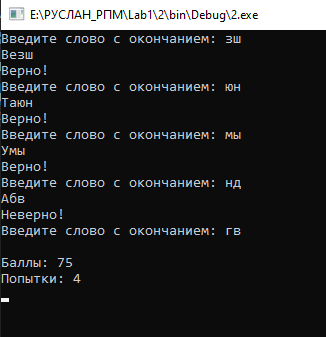 E:\РУСЛАН_РПМ\Lab1\2\bin\Debug\2.exe
Введите слово с окончанием: зш
Везш
Верно!
Введите слово с окончанием: юн
Таюн
Верно!
Введите слово с окончанием: мы
Умы
Верно!
Введите слово с окончанием: нд
Абв
Неверно!
Введите слово с окончанием: гв
Баллы: 75
Попытки: 4